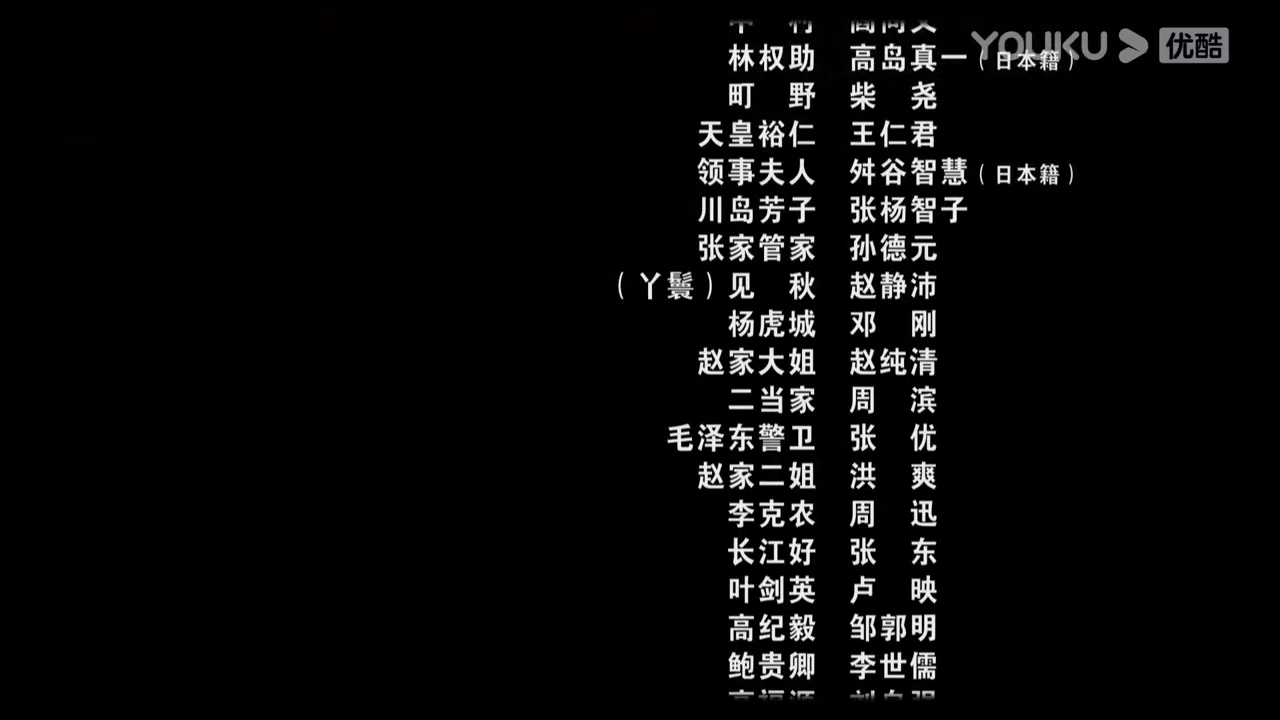 YOUKU 优酷
林权助 高岛真一（日本籍）
町 野 柴 尧
天皇裕仁 王仁君
领事夫人 舛谷智慧（日本籍）
川岛芳子 张杨智子
张家管家 孙德元
（丫鬟）见 秋 赵静沛
杨虎城 邓 刚
赵家大姐 赵纯清
二当家 周 滨
毛泽东警卫 张 优
赵家二姐 洪 爽
李克农 周 迅
长江好 张 东
叶剑英 卢 映
高纪毅 邹郭明
鲍贵卿 李世儒